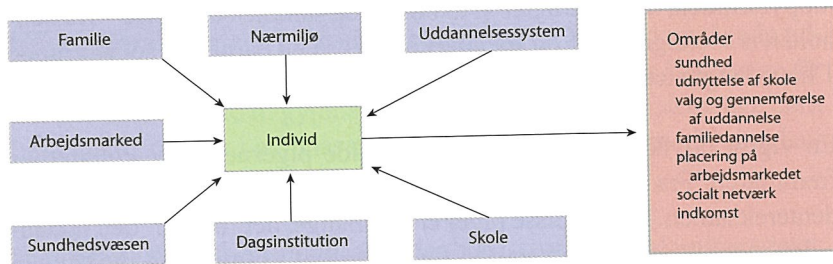 Familie
Nærmiljø
Uddannelsessystem
Arbejdsmarked
Individ
Sundhedsvæsen
Dagsinstitution
Skole
Områder
sundhed
udnyttelse af skole
valg og gennemførelse
af uddannelse
familiedannelse
placering på
arbejdsmarkedet
socialt netværk
indkomst